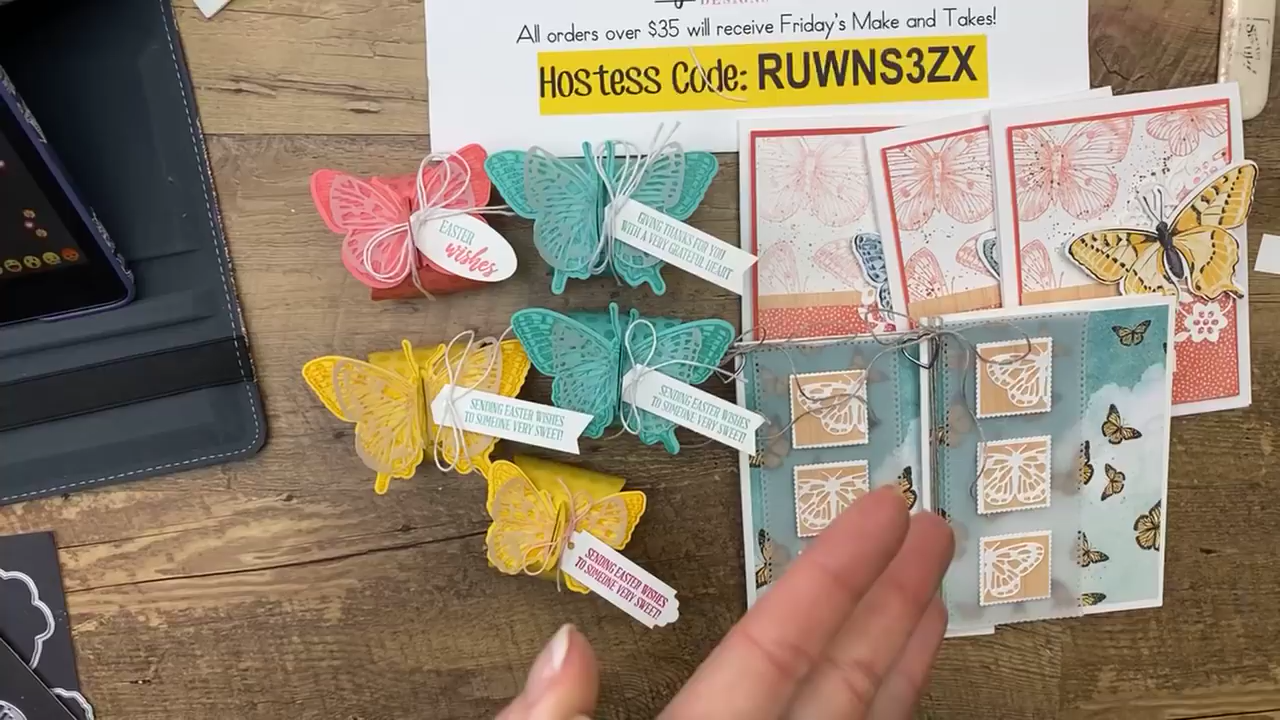 DESIGNS
All orders over $35 will receive Friday's Make and Takes!
Hostess Code: RUWNS3ZX
EASTER
wishes
GIVING THANKS FOR YOU
WITH A VERY GRATEFUL HEART
SENDING EASTER WISHES
TO SOMEONE VERY SWEET!
SENDING EASTER WISHES
TO SOMEONE VERY SWEET!
SENDING EASTER WISHES
TO SOMEONE VERY SWEET!